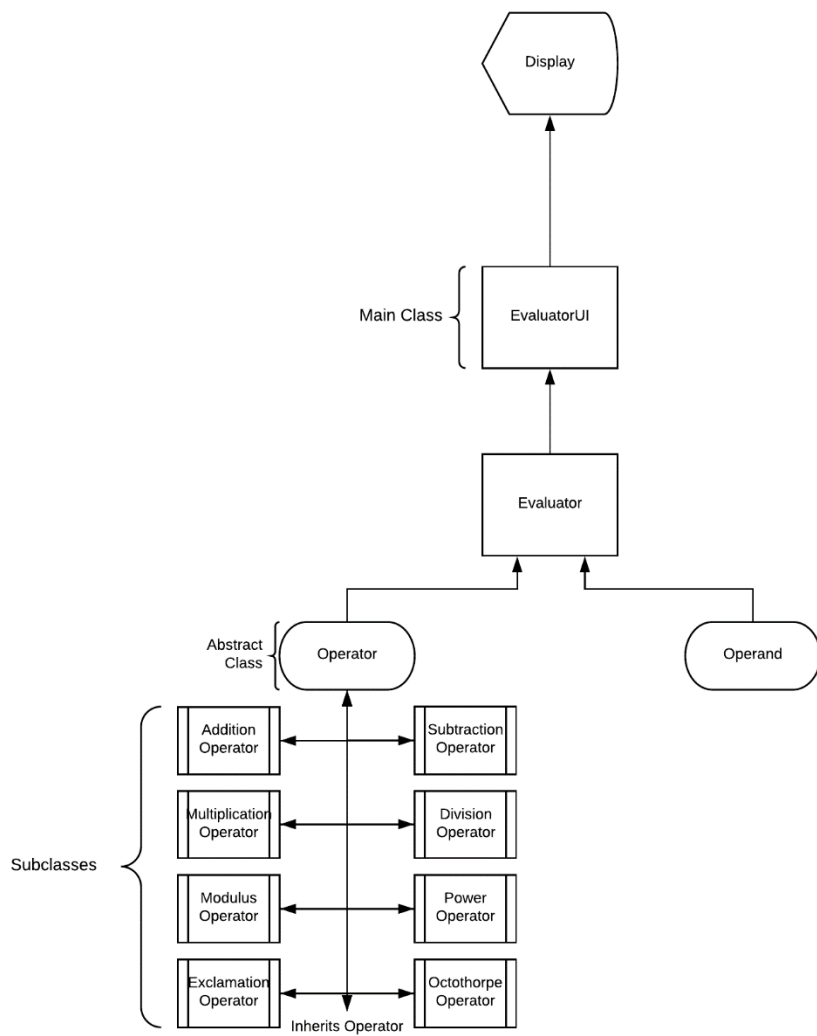 Display
Main Class
EvaluatorUI
Evaluator
Abstract
Class
Operator
Operand
Addition
Operator
Subtraction
Operator
Multiplication
Operator
Division
Operator
Subclasses
Modulus
Operator
Power
Operator
Exclamation
Operator
Octothorpe
Operator
Inherits Operator